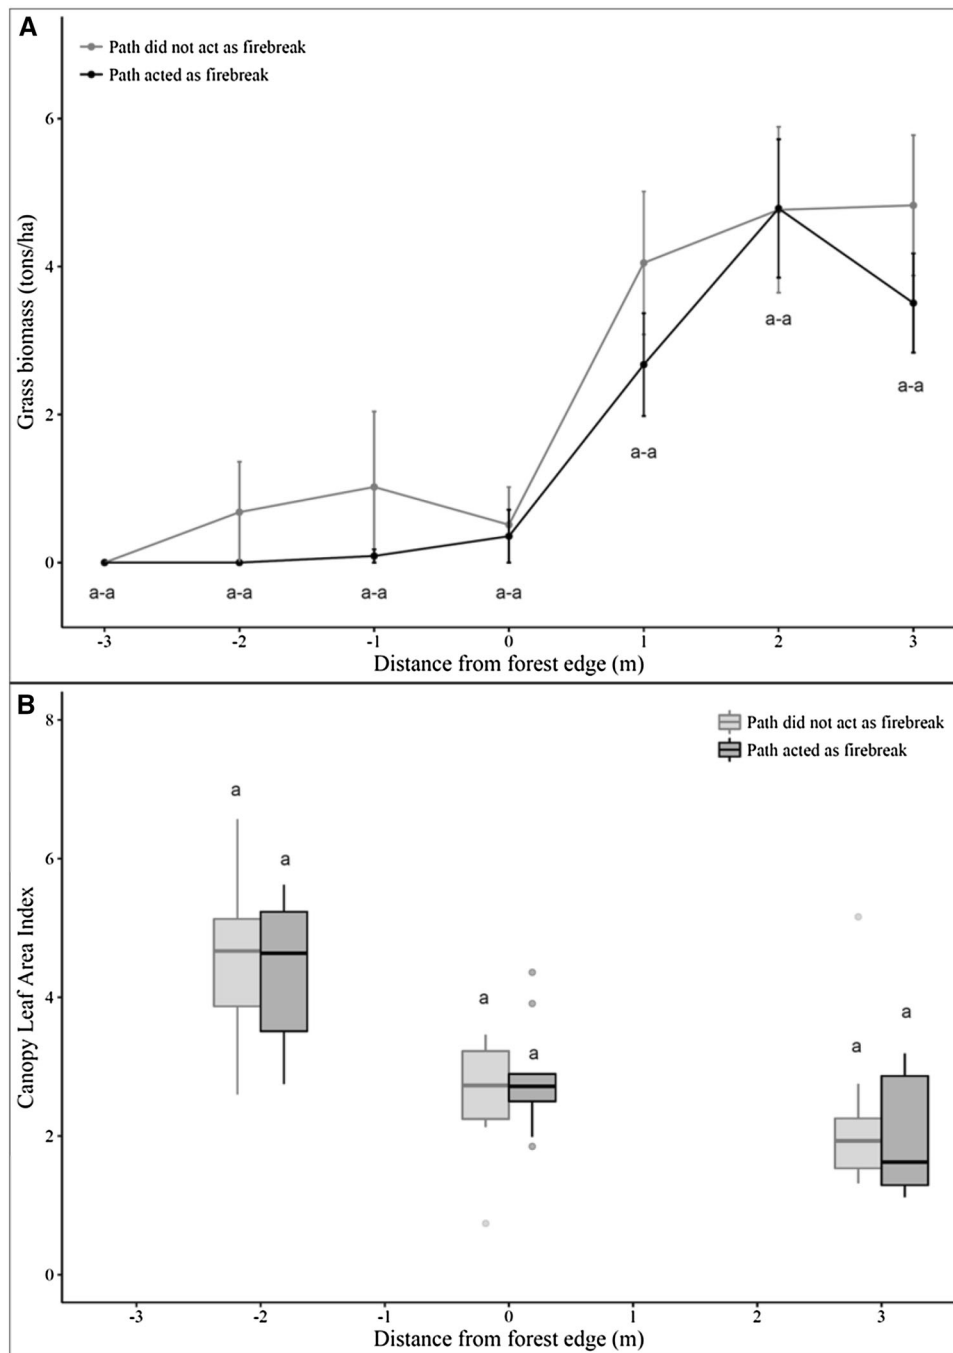 A
Path did not act as firebreak
Path acted as firebreak
Grass biomass (tons/ha)
6
4
2
0
a-a
a-a
a-a
a-a
a-a
a-a
a-a
-3 -2 -1 0 1 2 3
Distance from forest edge (m)
B
Path did not act as firebreak
Path acted as firebreak
Canopy Leaf Area Index
8
6
4
2
0
a
a
a
a
a
a
-3 -2 -1 0 1 2 3
Distance from forest edge (m)